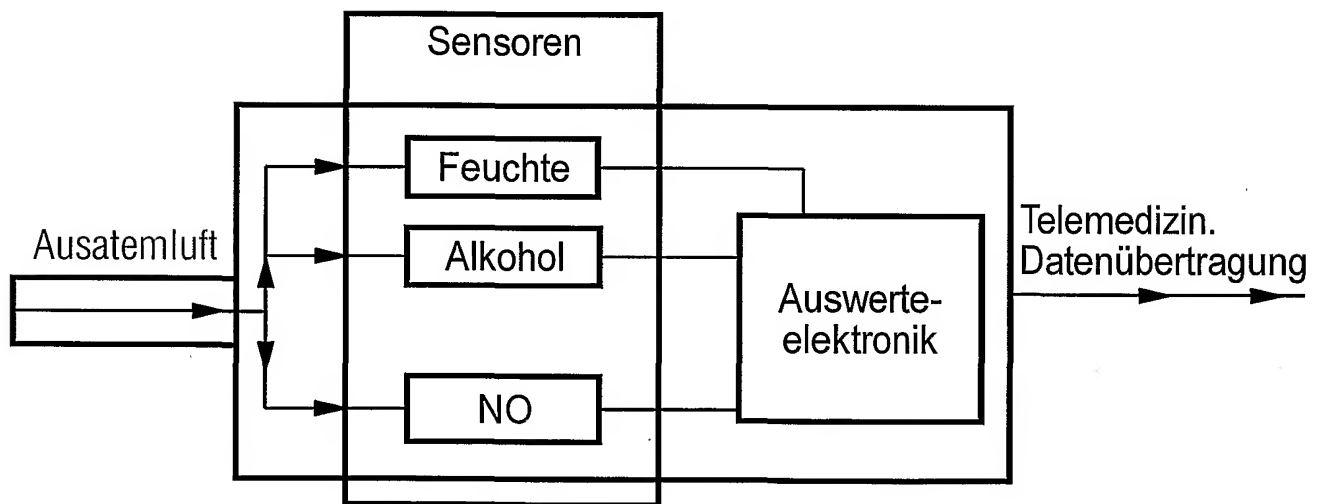 Sensoren
Feuchte
Ausatemluft
Alkohol
NO
Auswerte-
elektronik
Telemedizin.
Datenübertragung